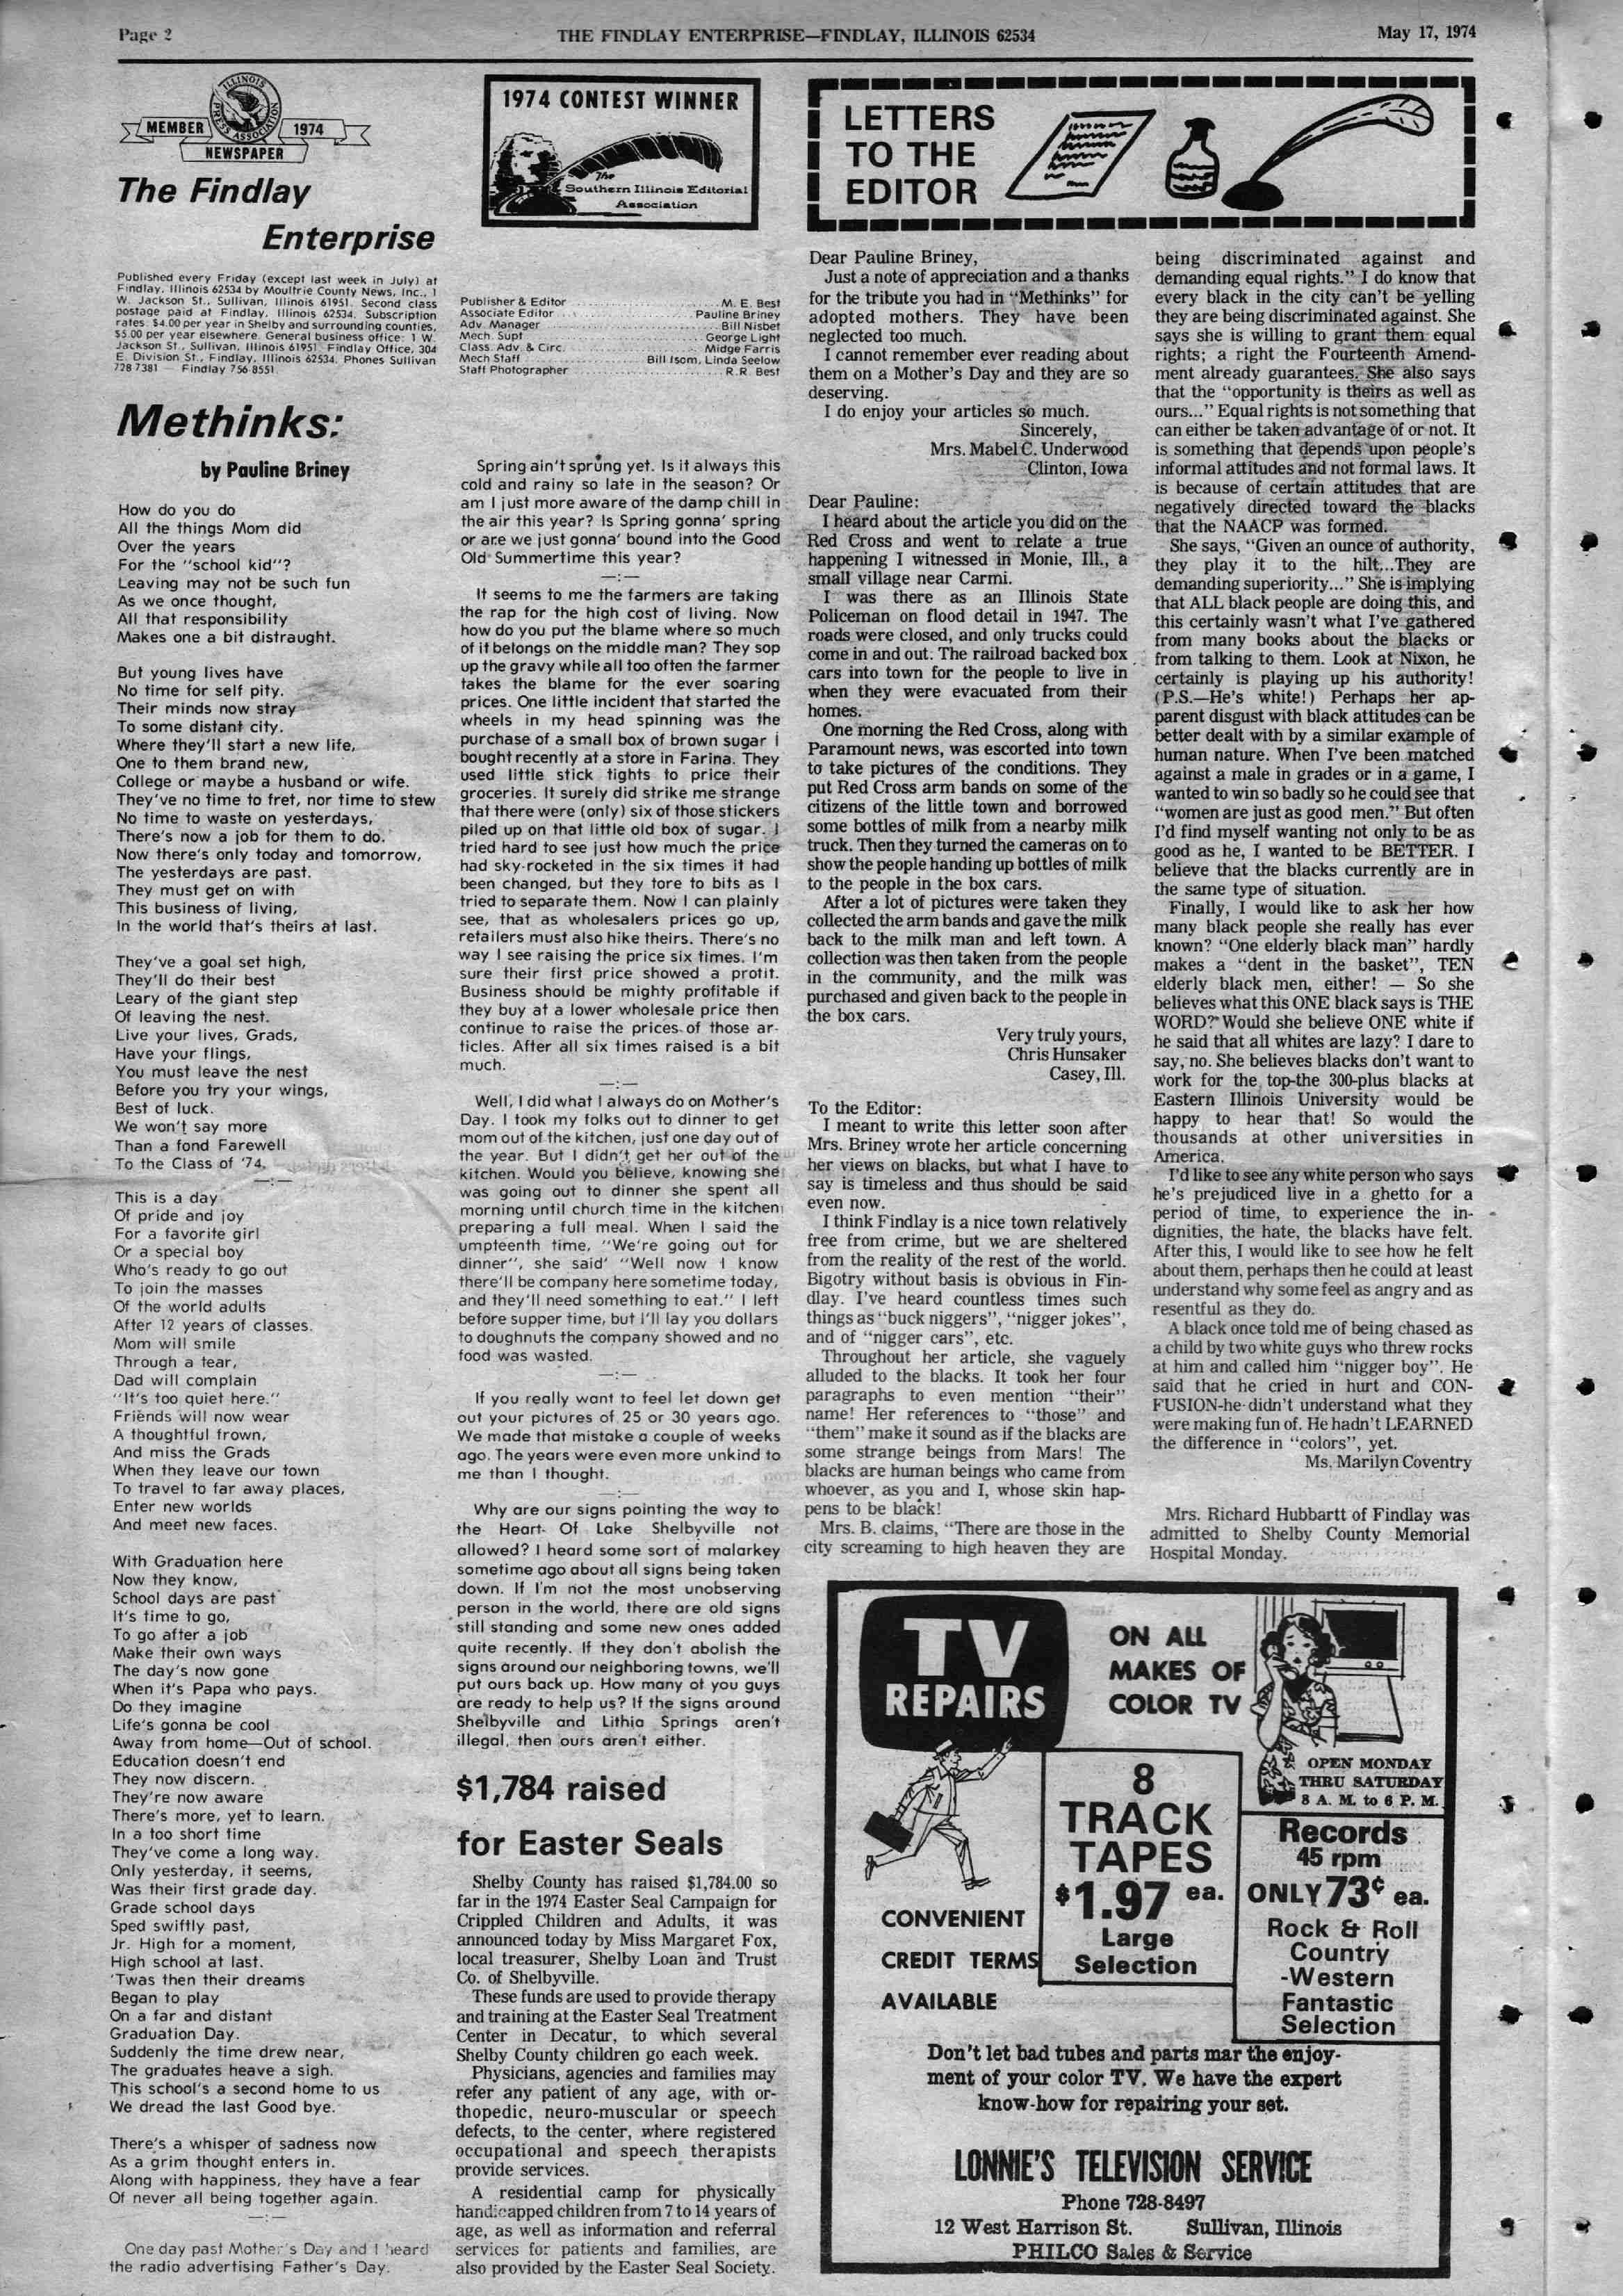 Page 2
THE FINDLAY ENTERPRISE—FINDLAY, ILLINOIS 62534
May 17, 1974
ILLINOIS
PRESS ASSOCIATION
MEMBER
1974
NEWSPAPER
The Findlay
Enterprise
Published every Friday (except last week in July) at
Findlay, Illinois 62534 by Moultrie County News, Inc., 1
W. Jackson St., Sullivan, Illinois 61951. Second class
postage paid at Findlay, Illinois 62534. Subscription
rates: $4.00 per year in Shelby and surrounding counties,
$5.00 per year elsewhere. General business office: 1 W.
Jackson St., Sullivan, Illinois 61951. Findlay Office, 304
E. Division St., Findlay, Illinois 62534. Phones Sullivan
728 7381 — Findlay 756-8551.
Methinks:
by Pauline Briney
How do you do
All the things Mom did
Over the years
For the "school kid"?
Leaving may not be such fun
As we once thought,
All that responsibility
Makes one a bit distraught.
But young lives have
No time for self pity.
Their minds now stray
To some distant city.
Where they'll start a new life,
One to them brand new,
College or maybe a husband or wife.
They've no time to fret, nor time to stew
No time to waste on yesterdays,
There's now a job for them to do.
Now there's only today and tomorrow,
The yesterdays are past.
They must get on with
This business of living,
In the world that's theirs at last.
They've a goal set high,
They'll do their best
Leary of the giant step
Of leaving the nest.
Live your lives, Grads,
Have your flings,
You must leave the nest
Before you try your wings,
Best of luck.
We won't say more
Than a fond Farewell
To the Class of '74.
—:—
This is a day
Of pride and joy
For a favorite girl
Or a special boy
Who's ready to go out
To join the masses
Of the world adults
After 12 years of classes.
Mom will smile
Through a tear,
Dad will complain
"It's too quiet here."
Friends will now wear
A thoughtful frown,
And miss the Grads
When they leave our town
To travel to far away places,
Enter new worlds
And meet new faces.
With Graduation here
Now they know,
School days are past
It's time to go,
To go after a job
Make their own ways
The day's now gone
When it's Papa who pays.
Do they imagine
Life's gonna be cool
Away from home—Out of school.
Education doesn't end
They now discern.
They're now aware
There's more, yet to learn.
In a too short time
They've come a long way.
Only yesterday, it seems,
Was their first grade day.
Grade school days
Sped swiftly past,
Jr. High for a moment,
High school at last.
'Twas then their dreams
Began to play
On a far and distant
Graduation Day.
Suddenly the time drew near,
The graduates heave a sigh.
This school's a second home to us
We dread the last Good bye.
There's a whisper of sadness now
As a grim thought enters in.
Along with happiness, they have a fear
Of never all being together again.
—:—
One day past Mother's Day and I heard
the radio advertising Father's Day.
1974 CONTEST WINNER
The
Southern Illinois Editorial
Association
Publisher & Editor .......... M. E. Best
Associate Editor .......... Pauline Briney
Adv. Manager .......... Bill Nisbet
Mech. Supt .......... George Light
Class. Adv & Circ. .......... Midge Farris
Mech Staff .......... Bill Isom, Linda Seelow
Staff Photographer .......... R.R. Best
Spring ain't sprung yet. Is it always this
cold and rainy so late in the season? Or
am I just more aware of the damp chill in
the air this year? Is Spring gonna' spring
or are we just gonna' bound into the Good
Old Summertime this year?
—:—
It seems to me the farmers are taking
the rap for the high cost of living. Now
how do you put the blame where so much
of it belongs on the middle man? They sop
up the gravy while all too often the farmer
takes the blame for the ever soaring
prices. One little incident that started the
wheels in my head spinning was the
purchase of a small box of brown sugar i
bought recently at a store in Farina. They
used little stick tights to price their
groceries. It surely did strike me strange
that there were (only) six of those stickers
piled up on that little old box of sugar. I
tried hard to see just how much the price
had sky-rocketed in the six times it had
been changed, but they tore to bits as I
tried to separate them. Now I can plainly
see, that as wholesalers prices go up,
retailers must also hike theirs. There's no
way I see raising the price six times. I'm
sure their first price showed a profit.
Business should be mighty profitable if
they buy at a lower wholesale price then
continue to raise the prices of those ar-
ticles. After all six times raised is a bit
much.
—:—
Well, I did what I always do on Mother's
Day. I took my folks out to dinner to get
mom out of the kitchen, just one day out of
the year. But I didn't get her out of the
kitchen. Would you believe, knowing she
was going out to dinner she spent all
morning until church time in the kitchen
preparing a full meal. When I said the
umpteenth time, "We're going out for
dinner", she said' "Well now I know
there'll be company here sometime today,
and they'll need something to eat." I left
before supper time, but I'll lay you dollars
to doughnuts the company showed and no
food was wasted.
—:—
If you really want to feel let down get
out your pictures of 25 or 30 years ago.
We made that mistake a couple of weeks
ago. The years were even more unkind to
me than I thought.
—:—
Why are our signs pointing the way to
the Heart Of Lake Shelbyville not
allowed? I heard some sort of malarkey
sometime ago about all signs being taken
down. If I'm not the most unobserving
person in the world, there are old signs
still standing and some new ones added
quite recently. If they don't abolish the
signs around our neighboring towns, we'll
put ours back up. How many of you guys
are ready to help us? If the signs around
Shelbyville and Lithia Springs aren't
illegal, then ours aren't either.
$1,784 raised
for Easter Seals
Shelby County has raised $1,784.00 so
far in the 1974 Easter Seal Campaign for
Crippled Children and Adults, it was
announced today by Miss Margaret Fox,
local treasurer, Shelby Loan and Trust
Co. of Shelbyville.
These funds are used to provide therapy
and training at the Easter Seal Treatment
Center in Decatur, to which several
Shelby County children go each week.
Physicians, agencies and families may
refer any patient of any age, with or-
thopedic, neuro-muscular or speech
defects, to the center, where registered
occupational and speech therapists
provide services.
A residential camp for physically
handicapped children from 7 to 14 years of
age, as well as information and referral
services for patients and families, are
also provided by the Easter Seal Society.
LETTERS
TO THE
EDITOR
Dear Pauline Briney,
Just a note of appreciation and a thanks
for the tribute you had in "Methinks" for
adopted mothers. They have been
neglected too much.
I cannot remember ever reading about
them on a Mother's Day and they are so
deserving.
I do enjoy your articles so much.
Sincerely,
Mrs. Mabel C. Underwood
Clinton, Iowa
Dear Pauline:
I heard about the article you did on the
Red Cross and went to relate a true
happening I witnessed in Monie, Ill., a
small village near Carmi.
I was there as an Illinois State
Policeman on flood detail in 1947. The
roads were closed, and only trucks could
come in and out. The railroad backed box
cars into town for the people to live in
when they were evacuated from their
homes.
One morning the Red Cross, along with
Paramount news, was escorted into town
to take pictures of the conditions. They
put Red Cross arm bands on some of the
citizens of the little town and borrowed
some bottles of milk from a nearby milk
truck. Then they turned the cameras on to
show the people handing up bottles of milk
to the people in the box cars.
After a lot of pictures were taken they
collected the arm bands and gave the milk
back to the milk man and left town. A
collection was then taken from the people
in the community, and the milk was
purchased and given back to the people in
the box cars.
Very truly yours,
Chris Hunsaker
Casey, Ill.
To the Editor:
I meant to write this letter soon after
Mrs. Briney wrote her article concerning
her views on blacks, but what I have to
say is timeless and thus should be said
even now.
I think Findlay is a nice town relatively
free from crime, but we are sheltered
from the reality of the rest of the world.
Bigotry without basis is obvious in Fin-
dlay. I've heard countless times such
things as "buck niggers", "nigger jokes",
and of "nigger cars", etc.
Throughout her article, she vaguely
alluded to the blacks. It took her four
paragraphs to even mention "their"
name! Her references to "those" and
"them" make it sound as if the blacks are
some strange beings from Mars! The
blacks are human beings who came from
whoever, as you and I, whose skin hap-
pens to be black!
Mrs. B. claims, "There are those in the
city screaming to high heaven they are
being discriminated against and
demanding equal rights." I do know that
every black in the city can't be yelling
they are being discriminated against. She
says she is willing to grant them equal
rights; a right the Fourteenth Amend-
ment already guarantees. She also says
that the "opportunity is theirs as well as
ours..." Equal rights is not something that
can either be taken advantage of or not. It
is something that depends upon people's
informal attitudes and not formal laws. It
is because of certain attitudes that are
negatively directed toward the blacks
that the NAACP was formed.
She says, "Given an ounce of authority,
they play it to the hilt...They are
demanding superiority..." She is implying
that ALL black people are doing this, and
this certainly wasn't what I've gathered
from many books about the blacks or
from talking to them. Look at Nixon, he
certainly is playing up his authority!
(P.S.—He's white!) Perhaps her ap-
parent disgust with black attitudes can be
better dealt with by a similar example of
human nature. When I've been matched
against a male in grades or in a game, I
wanted to win so badly so he could see that
"women are just as good men." But often
I'd find myself wanting not only to be as
good as he, I wanted to be BETTER. I
believe that the blacks currently are in
the same type of situation.
Finally, I would like to ask her how
many black people she really has ever
known? "One elderly black man" hardly
makes a "dent in the basket", TEN
elderly black men, either! — So she
believes what this ONE black says is THE
WORD? Would she believe ONE white if
he said that all whites are lazy? I dare to
say, no. She believes blacks don't want to
work for the top-the 300-plus blacks at
Eastern Illinois University would be
happy to hear that! So would the
thousands at other universities in
America.
I'd like to see any white person who says
he's prejudiced live in a ghetto for a
period of time, to experience the in-
dignities, the hate, the blacks have felt.
After this, I would like to see how he felt
about them, perhaps then he could at least
understand why some feel as angry and as
resentful as they do.
A black once told me of being chased as
a child by two white guys who threw rocks
at him and called him "nigger boy". He
said that he cried in hurt and CON-
FUSION-he didn't understand what they
were making fun of. He hadn't LEARNED
the difference in "colors", yet.
Ms. Marilyn Coventry
Mrs. Richard Hubbartt of Findlay was
admitted to Shelby County Memorial
Hospital Monday.
TV
REPAIRS
ON ALL
MAKES OF
COLOR TV
OPEN MONDAY
THRU SATURDAY
8 A. M. to 6 P. M.
8
TRACK
TAPES
$1.97 ea.
Large
Selection
Records
45 rpm
ONLY 73¢ ea.
Rock & Roll
Country
-Western
Fantastic
Selection
CONVENIENT
CREDIT TERMS
AVAILABLE
Don't let bad tubes and parts mar the enjoy-
ment of your color TV. We have the expert
know-how for repairing your set.
LONNIE'S TELEVISION SERVICE
Phone 728-8497
12 West Harrison St. Sullivan, Illinois
PHILCO Sales & Service